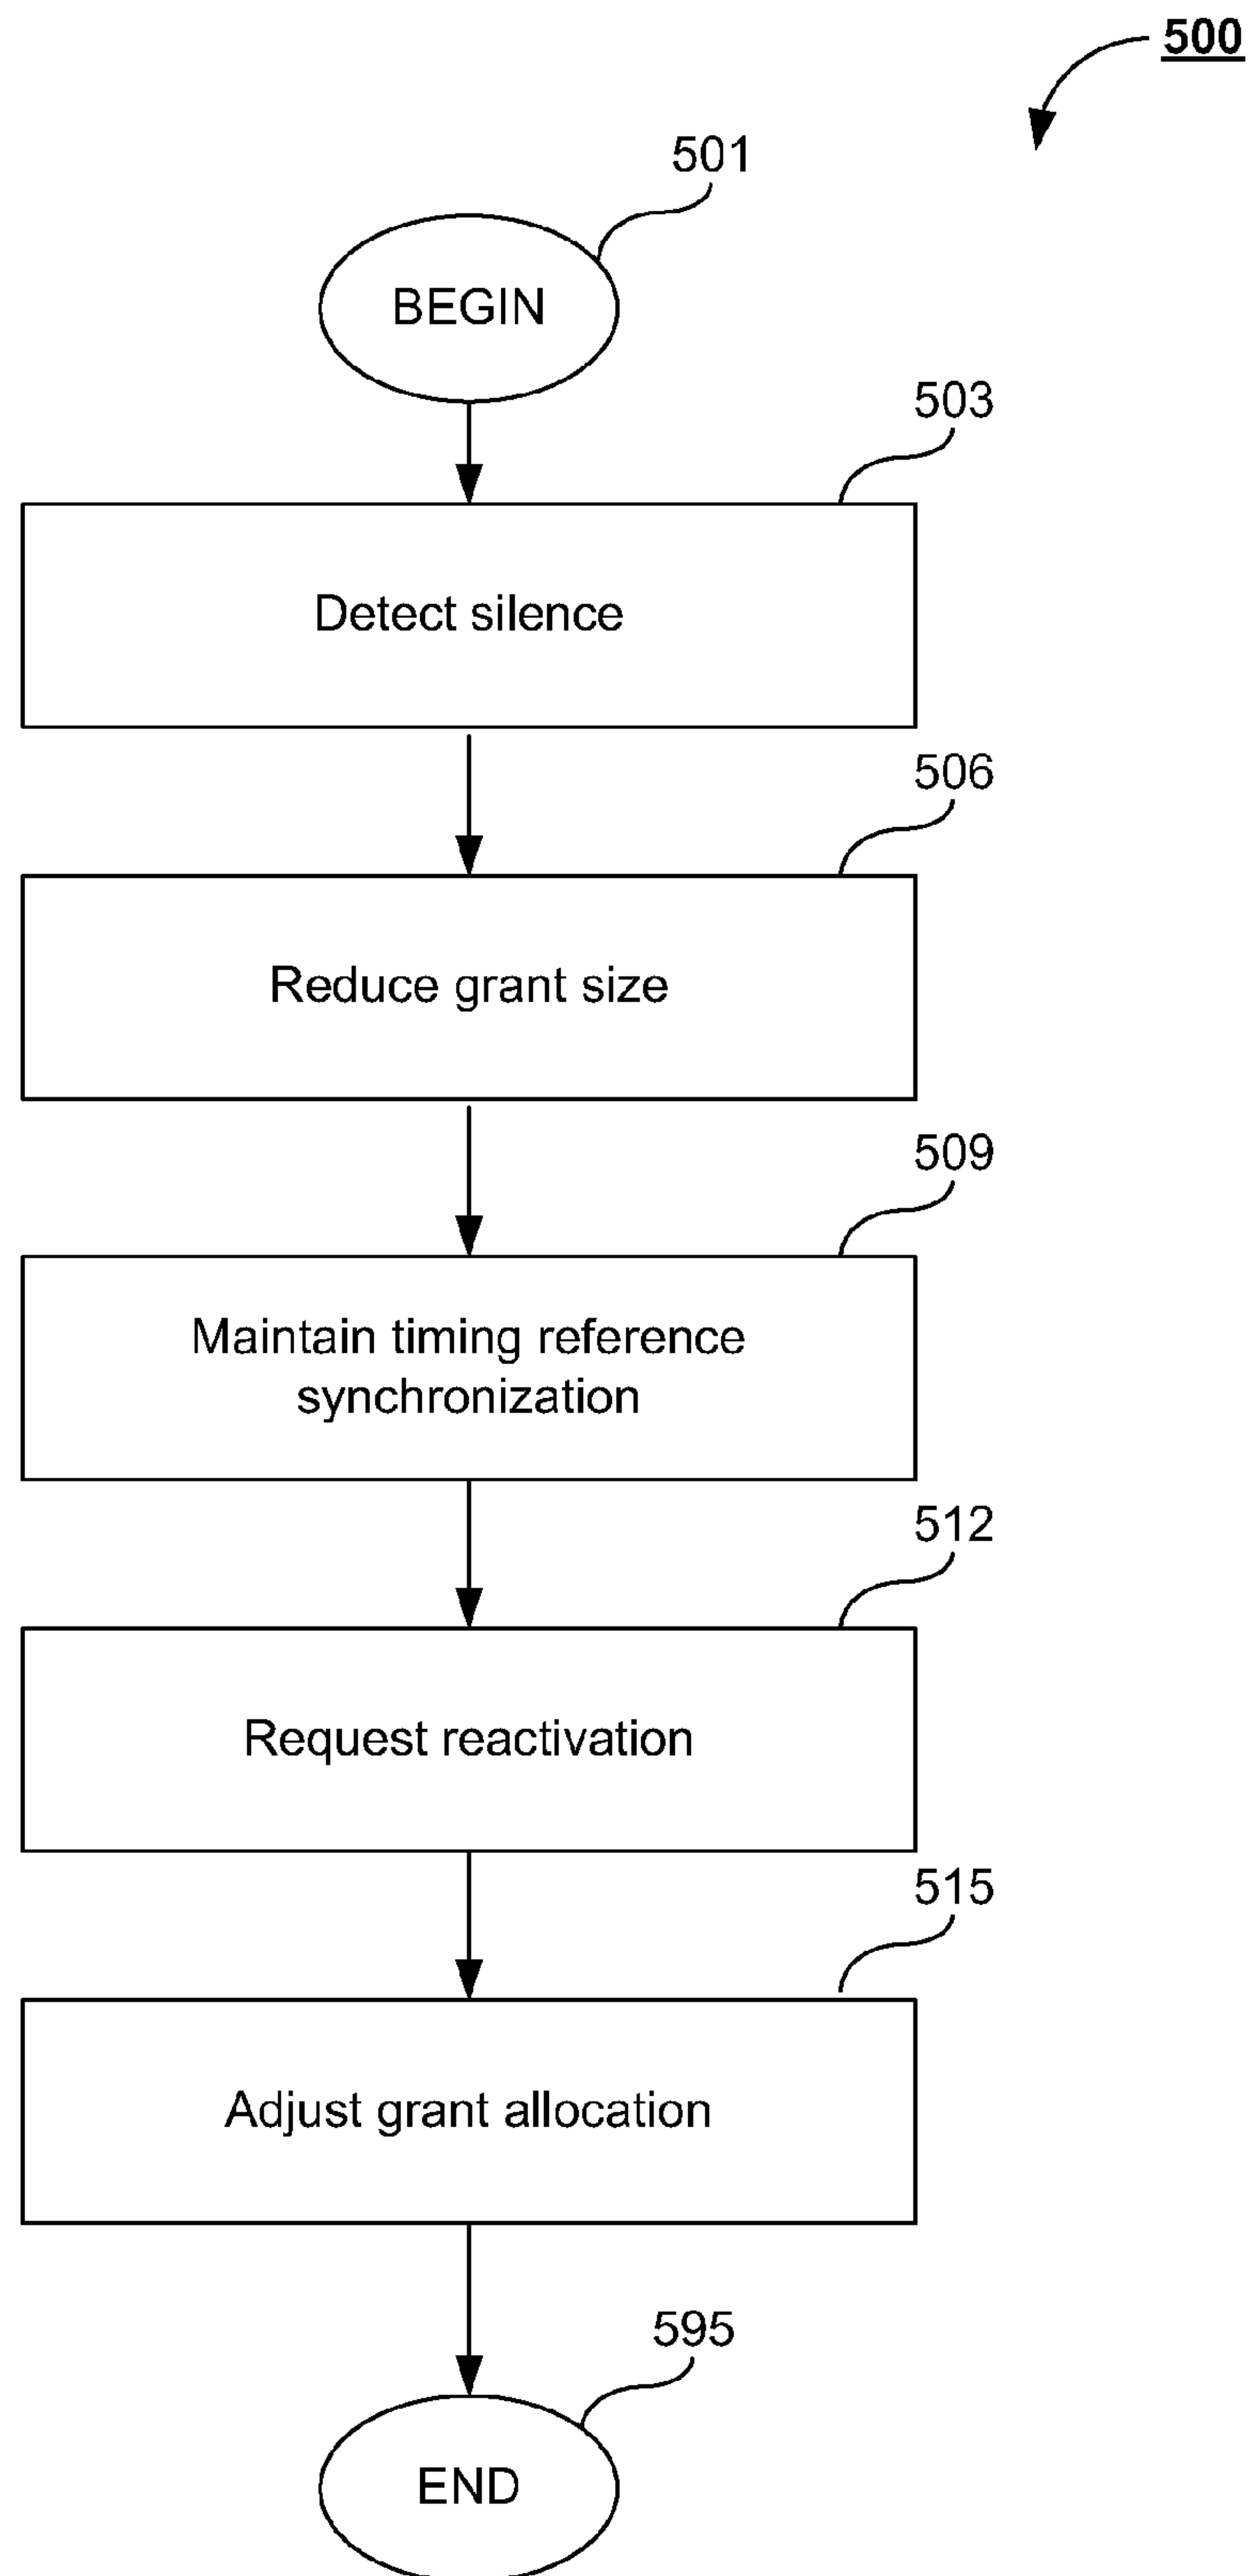 500
501
BEGIN
503
Detect silence
506
Reduce grant size
509
Maintain timing reference
synchronization
512
Request reactivation
515
Adjust grant allocation
595
END